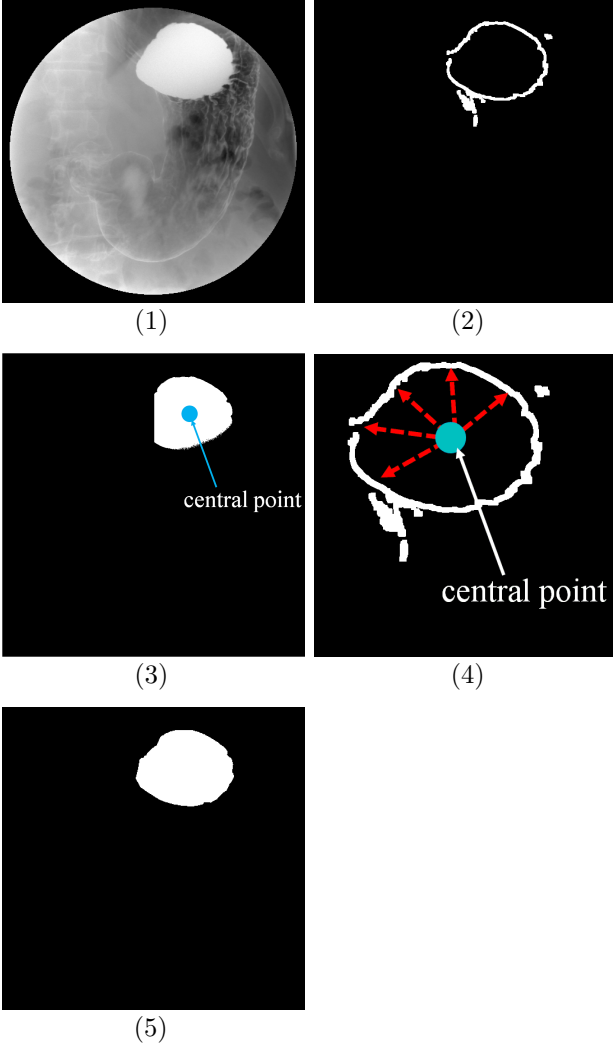 (1)
(2)
central point
(3)
central point
(4)
(5)